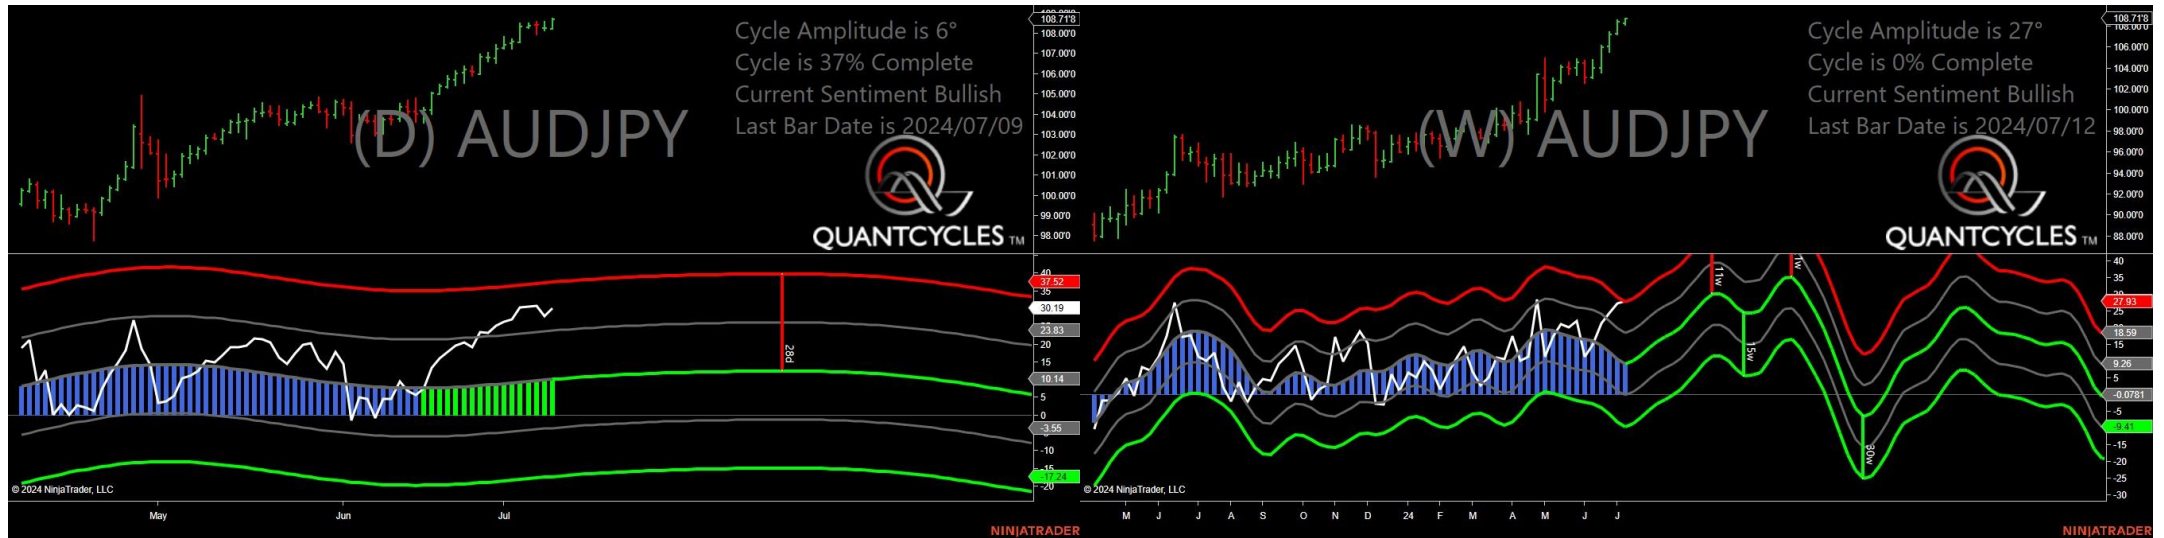 Cycle Amplitude is 6°
Cycle is 37% Complete
Current Sentiment Bullish
Last Bar Date is 2024/07/09
(D) AUDJPY
QUANTCYCLES TM
108.71'8
108.00'0
107.00'0
106.00'0
105.00'0
104.00'0
103.00'0
102.00'0
101.00'0
100.00'0
99.00'0
98.00'0
40
37.52
35
30.19
23.83
20
15
10.14
5
0
-3.55
-10
-15
-17.24
-20
28d
© 2024 NinjaTrader, LLC
May
Jun
Jul
NINJATRADER
Cycle Amplitude is 27°
Cycle is 0% Complete
Current Sentiment Bullish
Last Bar Date is 2024/07/12
(W) AUDJPY
QUANTCYCLES TM
108.71'8
106.00'0
104.00'0
102.00'0
100.00'0
98.00'0
96.00'0
94.00'0
92.00'0
90.00'0
88.00'0
40
35
27.93
25
18.59
15
9.26
5
-0.0781
-5
-9.41
-15
-20
-25
-30
11w
15w
30w
© 2024 NinjaTrader, LLC
M J J A S O N D 24 F M A M J J
NINJATRADER